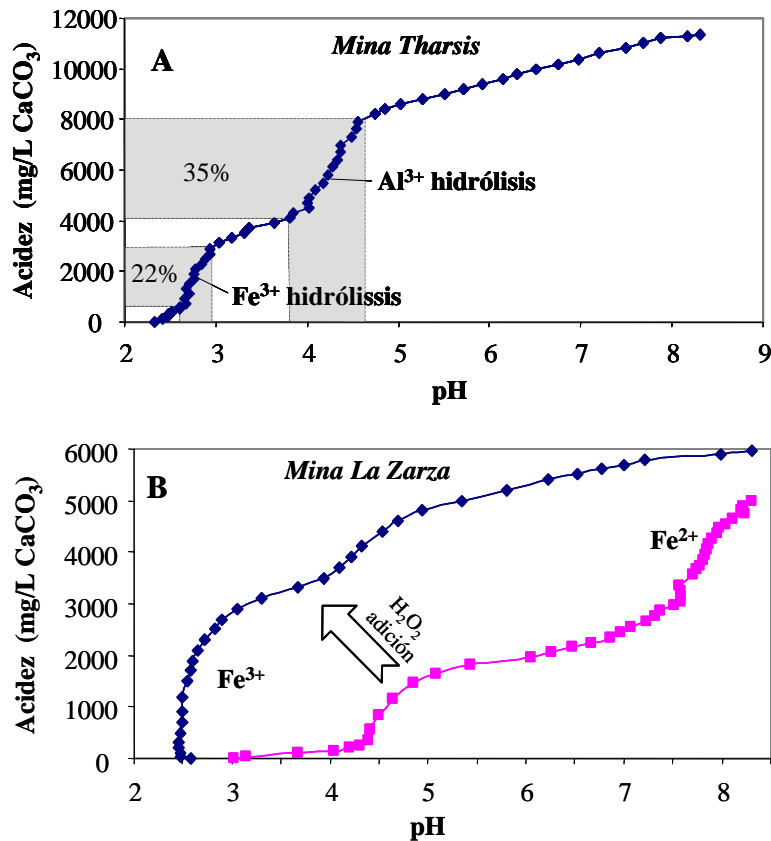 12000
10000
8000
6000
4000
2000
0
Acidez (mg/L CaCO3)
A
Mina Tharsis
35%
Al3+ hidrólisis
22%
Fe3+ hidrólissis
2 3 4 5 6 7 8 9
pH
6000
5000
4000
3000
2000
1000
0
Acidez (mg/L CaCO3)
B
Mina La Zarza
Fe2+
H2O2
adición
Fe3+
2 3 4 5 6 7 8
pH